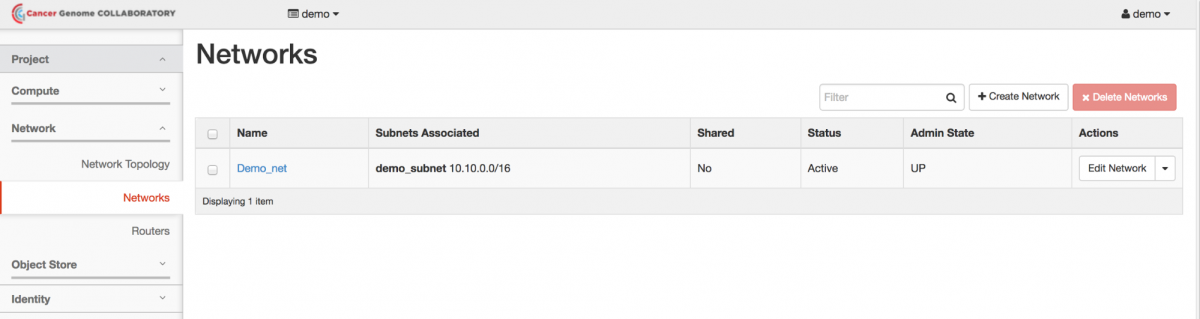 Cancer Genome COLLABORATORY
demo
demo
Project
Compute
Network
Network Topology
Networks
Routers
Object Store
Identity
Networks
Filter
+ Create Network
× Delete Networks
Name Subnets Associated Shared Status Admin State Actions
Demo_net demo_subnet 10.10.0.0/16 No Active UP Edit Network
Displaying 1 item